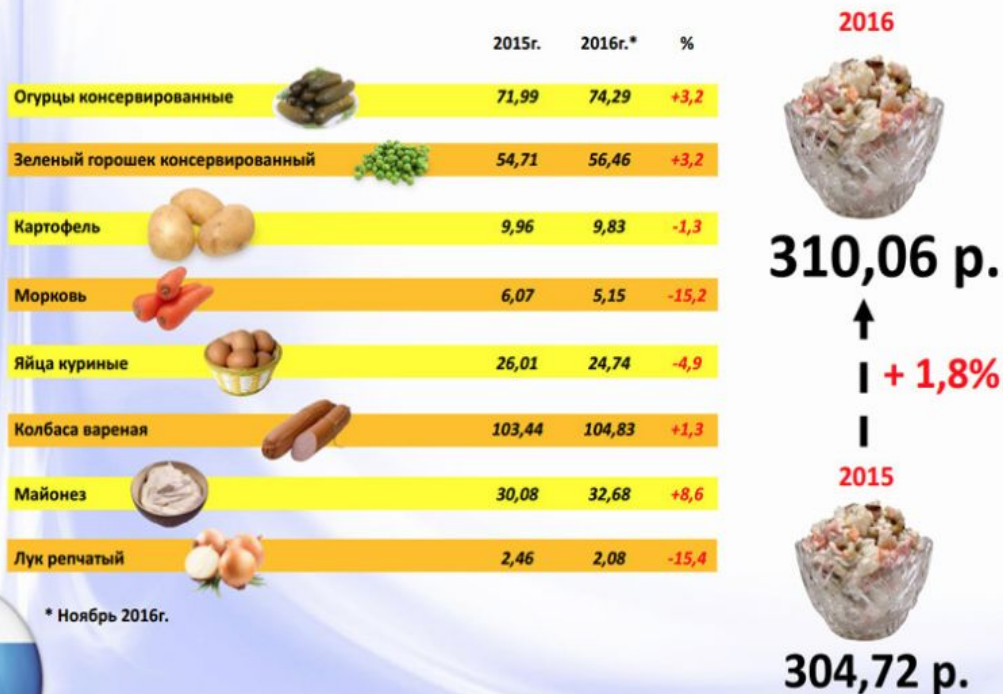 2015г. 2016г.* %
Огурцы консервированные 71,99 74,29 +3,2
Зеленый горошек консервированный 54,71 56,46 +3,2
Картофель 9,96 9,83 -1,3
Морковь 6,07 5,15 -15,2
Яйца куриные 26,01 24,74 -4,9
Колбаса вареная 103,44 104,83 +1,3
Майонез 30,08 32,68 +8,6
Лук репчатый 2,46 2,08 -15,4
* Ноябрь 2016г.
2016
310,06 р.
+ 1,8%
2015
304,72 р.